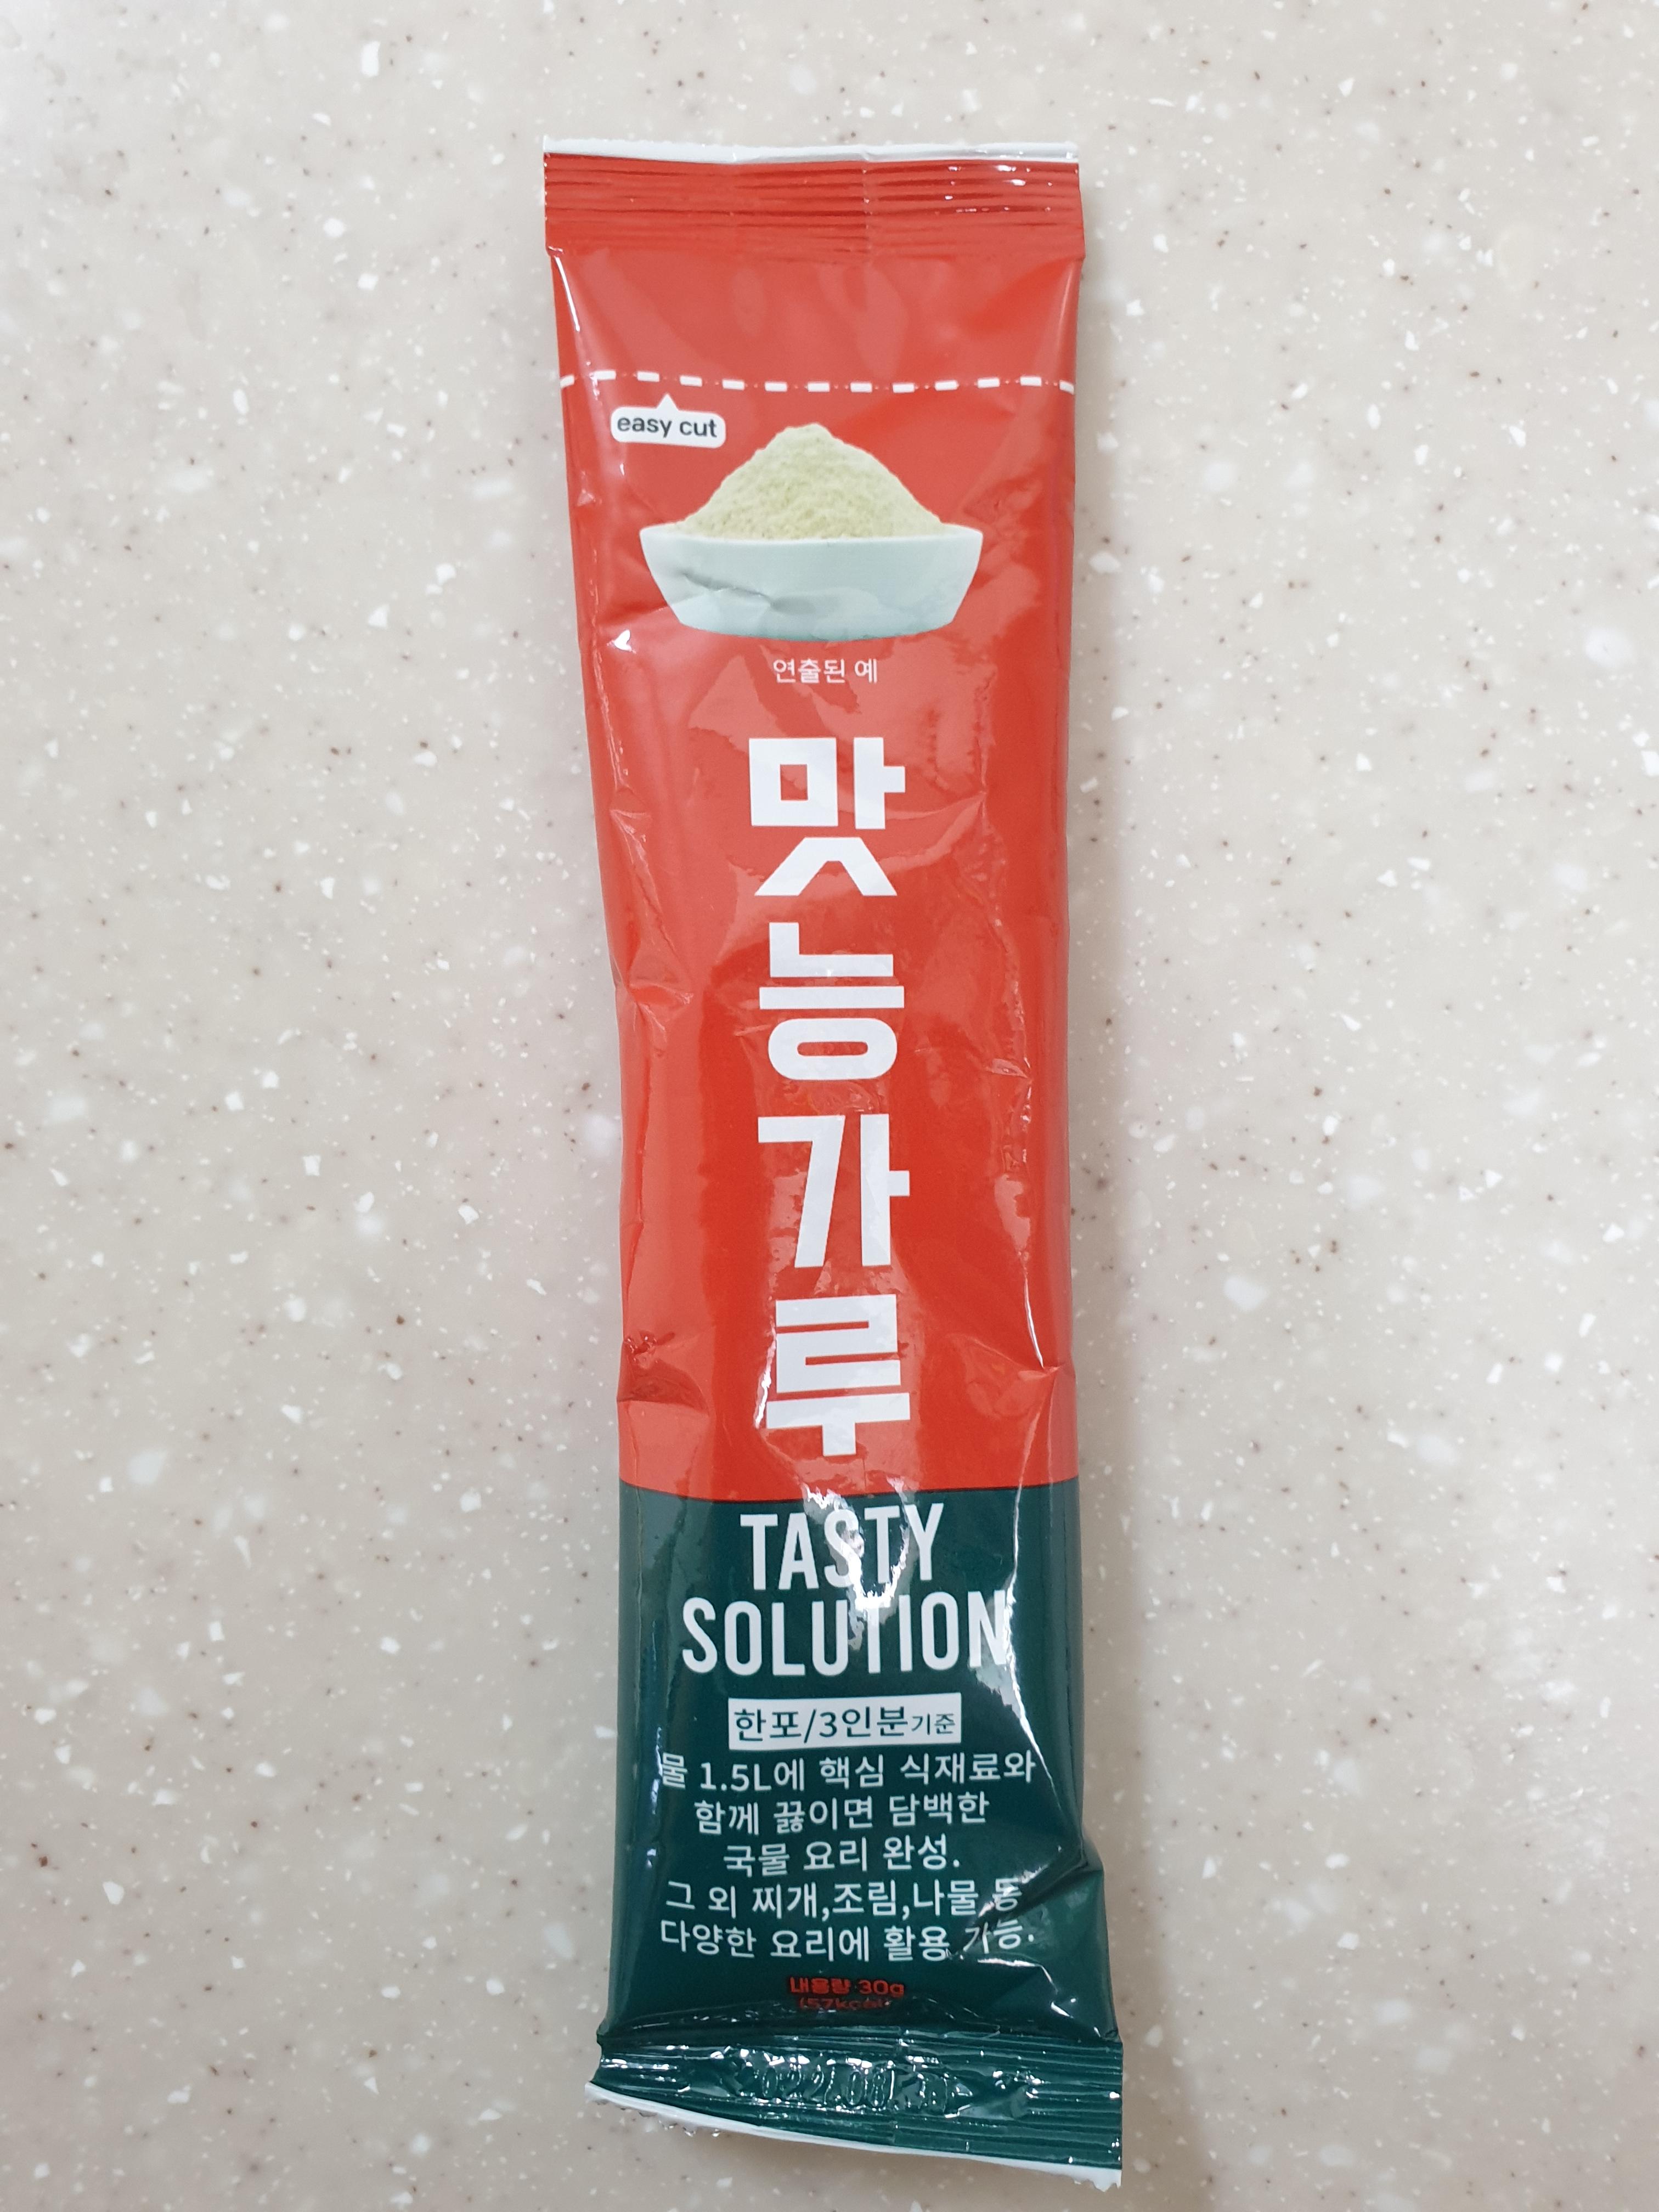 easy cut
연출된 예
맛능가루
TASTY
SOLUTION
한포/3인분기준
물 1.5L에 핵심 식재료와
함께 끓이면 담백한
국물 요리 완성.
그 외 찌개,조림,나물 등
다양한 요리에 활용 가능.
내용량 30g
(57kcal)